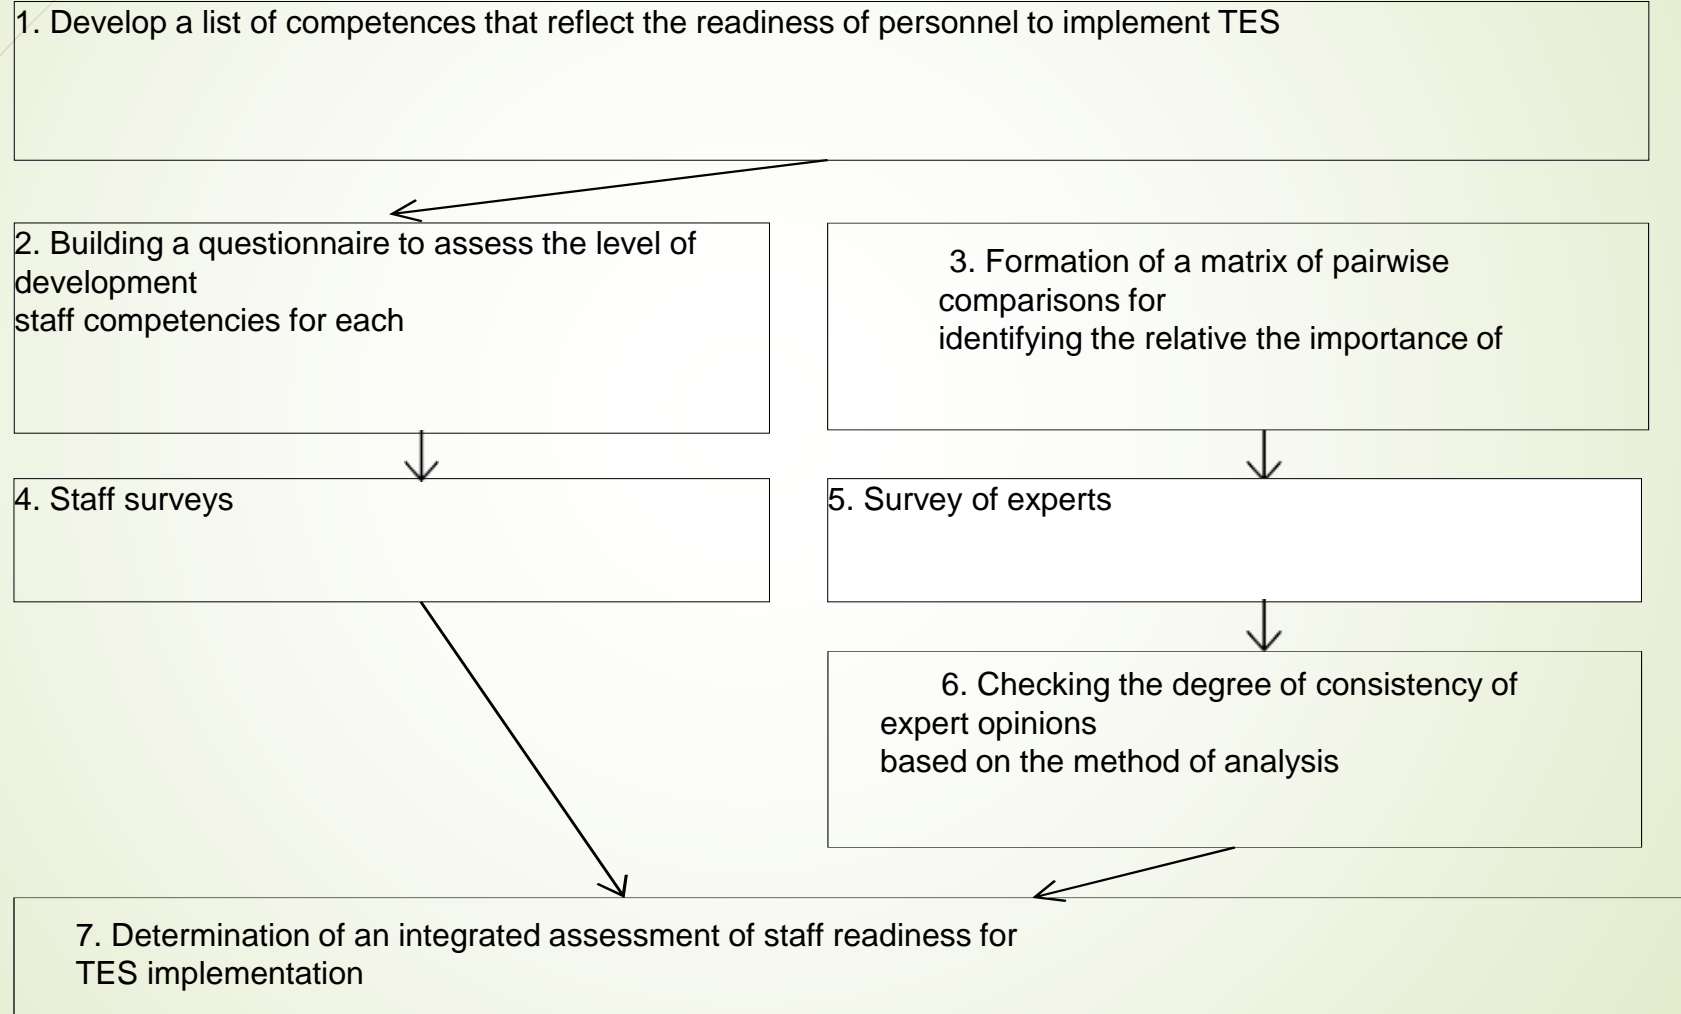 1. Develop a list of competences that reflect the readiness of personnel to implement TES
2. Building a questionnaire to assess the level of
development
staff competencies for each
3. Formation of a matrix of pairwise
comparisons for
identifying the relative the importance of
4. Staff surveys
5. Survey of experts
6. Checking the degree of consistency of
expert opinions
based on the method of analysis
7. Determination of an integrated assessment of staff readiness for
TES implementation